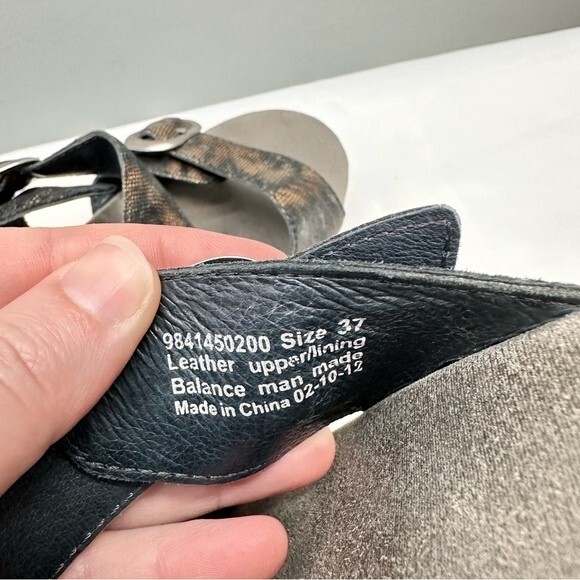 9841450200 Size 37
Leather upper/lining
Balance man made
Made in China 02-10-12